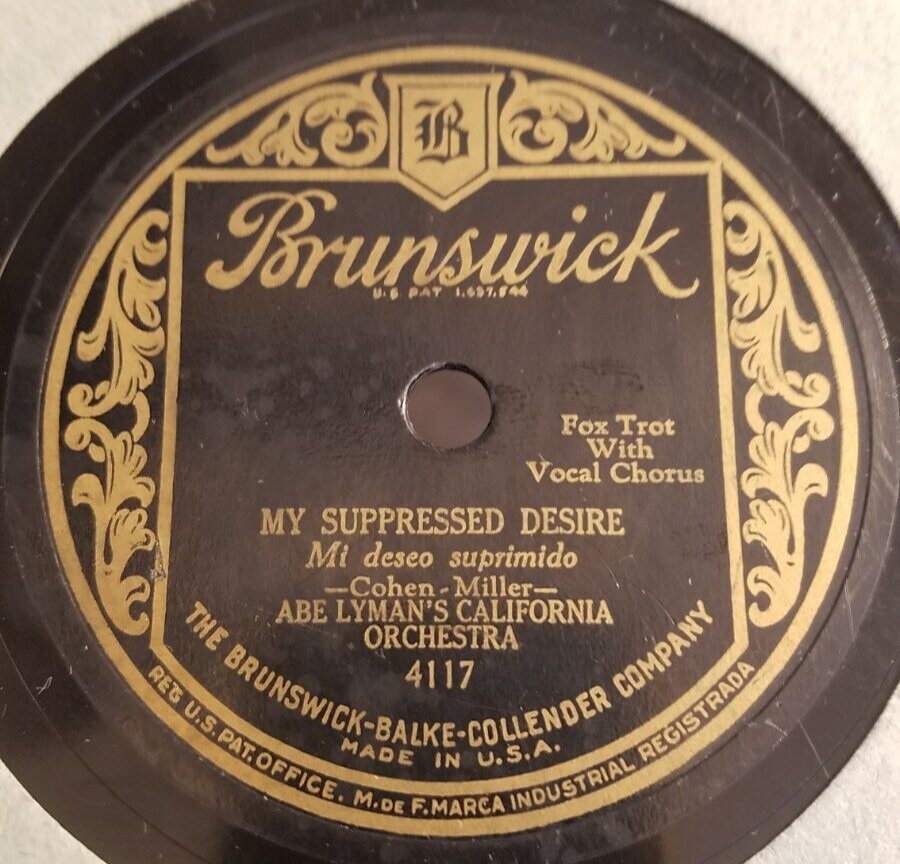 B
Brunswick
U.S. PAT 1,637,544
Fox Trot
With
Vocal Chorus
MY SUPPRESSED DESIRE
Mi deseo suprimido
—Cohen-Miller—
ABE LYMAN'S CALIFORNIA
ORCHESTRA
4117
THE BRUNSWICK-BALKE-COLLENDER COMPANY
MADE IN U.S.A.
REG. U.S. PAT. OFFICE. M. DE F. MARCA INDUSTRIAL REGISTRADA